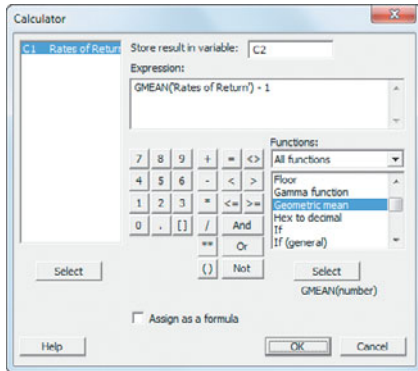 Calculator
C1 Rates of Return
Store result in variable: C2
Expression:
GMEAN('Rates of Return') - 1
Functions:
All functions
7 8 9 + = <>
4 5 6 - < >
1 2 3 * <= >=
0 . [] / And
** Or
() Not
Floor
Gamma function
Geometric mean
Hex to decimal
If
If (general)
Select
Select
GMEAN(number)
Assign as a formula
Help
OK
Cancel